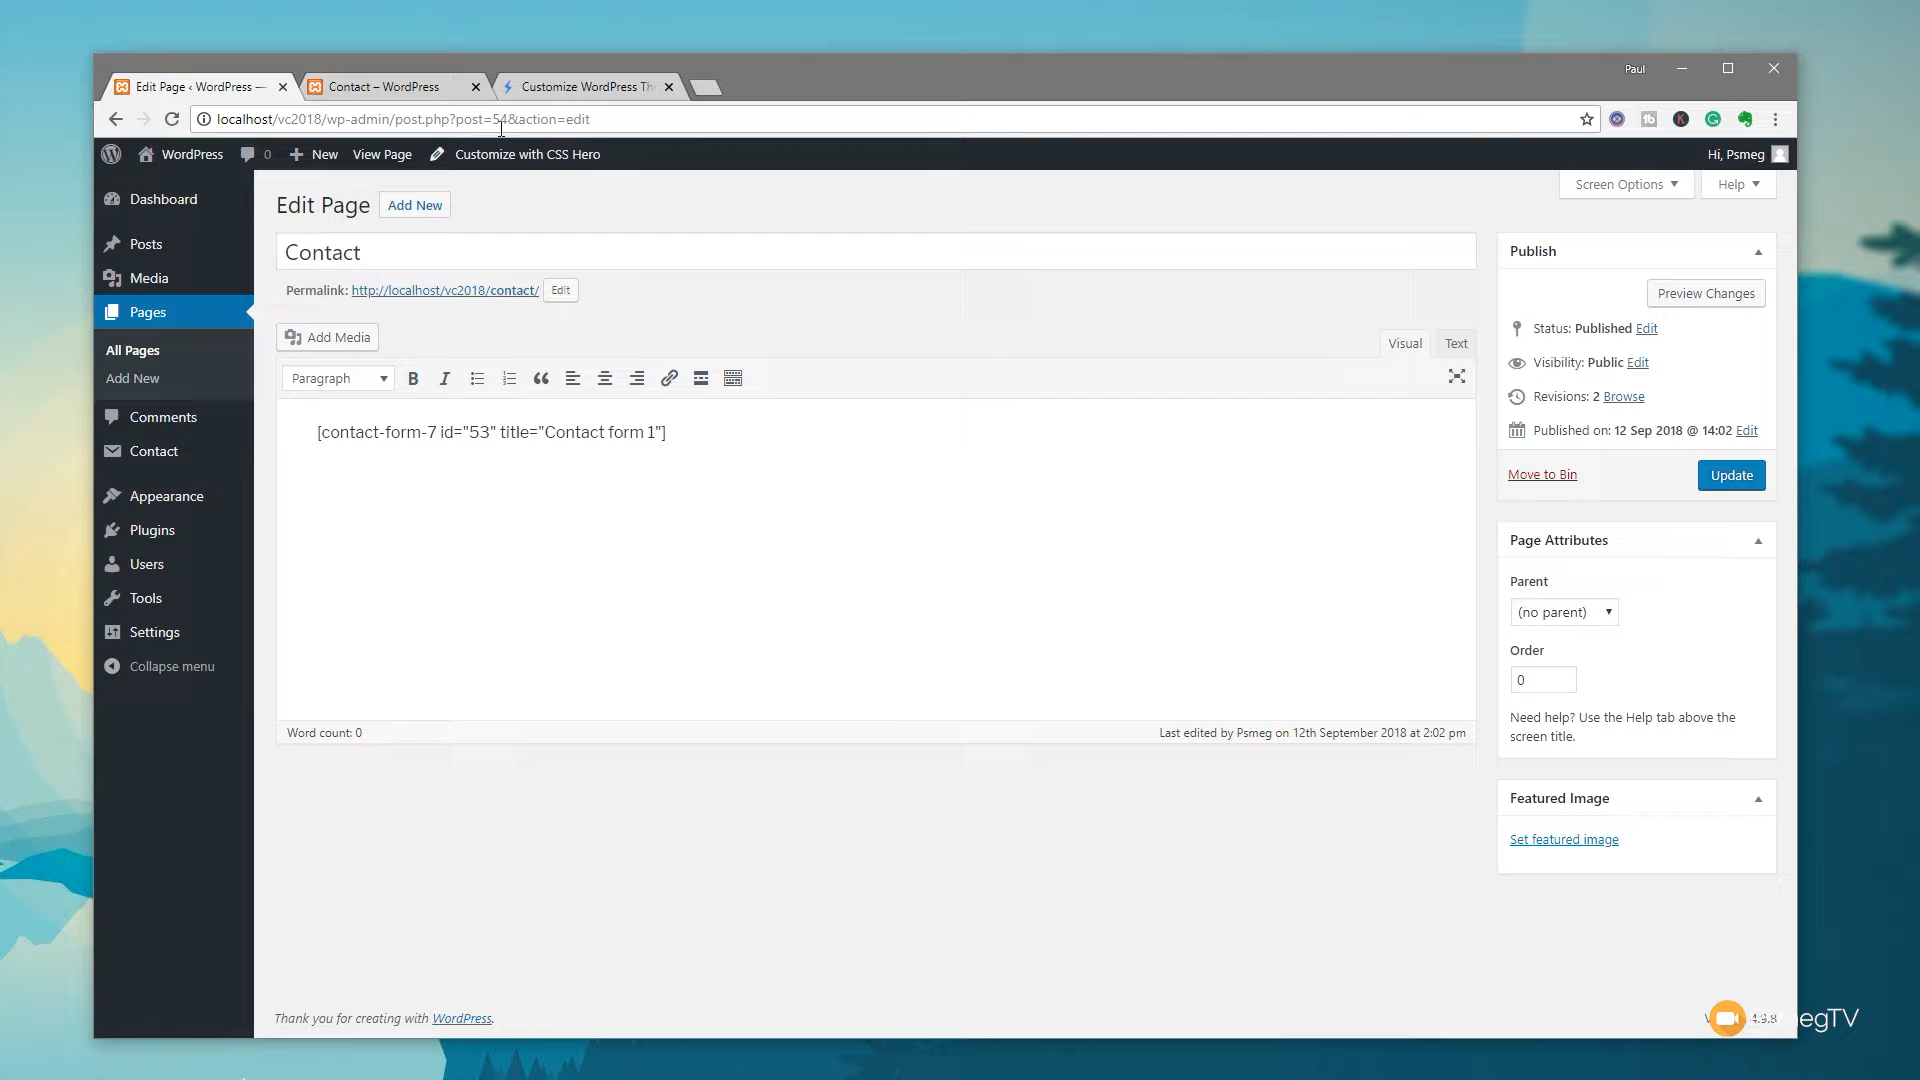 Paul
Edit Page ‹ WordPress —
Contact – WordPress
Customize WordPress Th
localhost/vc2018/wp-admin/post.php?post=54&action=edit
WordPress 0 New View Page Customize with CSS Hero Hi, Psmeg
Dashboard
Posts
Media
Pages
All Pages
Add New
Comments
Contact
Appearance
Plugins
Users
Tools
Settings
Collapse menu
Screen Options Help
Edit Page Add New
Contact
Permalink: http://localhost/vc2018/contact/ Edit
Add Media
Visual Text
Paragraph B I
[contact-form-7 id="53" title="Contact form 1"]
Word count: 0
Last edited by Psmeg on 12th September 2018 at 2:02 pm
Publish
Preview Changes
Status: Published Edit
Visibility: Public Edit
Revisions: 2 Browse
Published on: 12 Sep 2018 @ 14:02 Edit
Move to Bin Update
Page Attributes
Parent
(no parent)
Order
0
Need help? Use the Help tab above the
screen title.
Featured Image
Set featured image
Thank you for creating with WordPress.
4.9.8